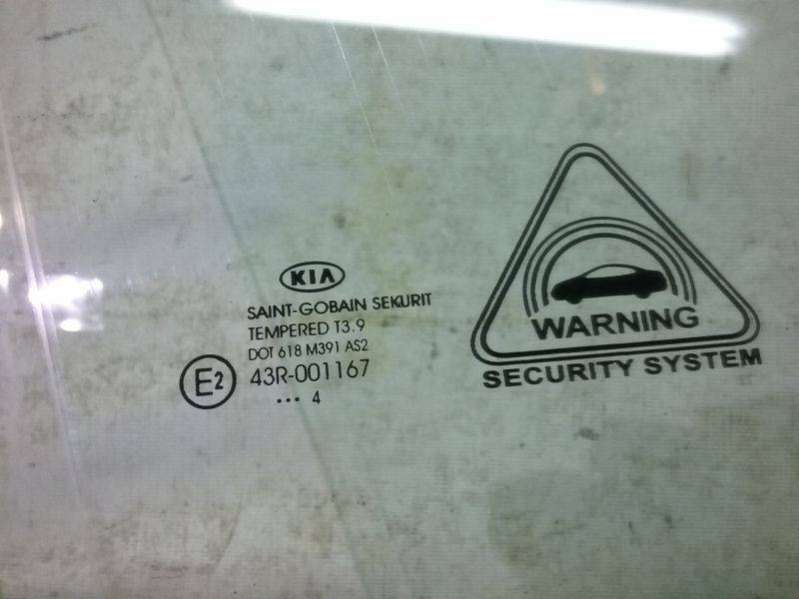 KIA
SAINT-GOBAIN SEKURIT
TEMPERED T3.9
DOT 618 M391 AS2
E2 43R-001167
••• 4
WARNING
SECURITY SYSTEM